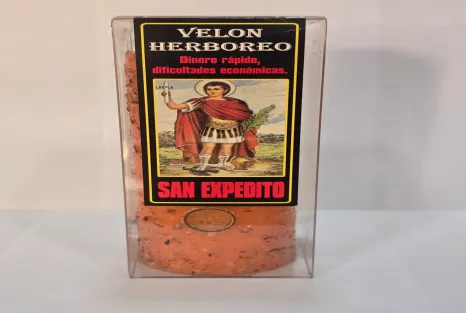 VELON
HERBOREO
Dinero rápido,
dificultades económicas.
SAN EXPEDITO